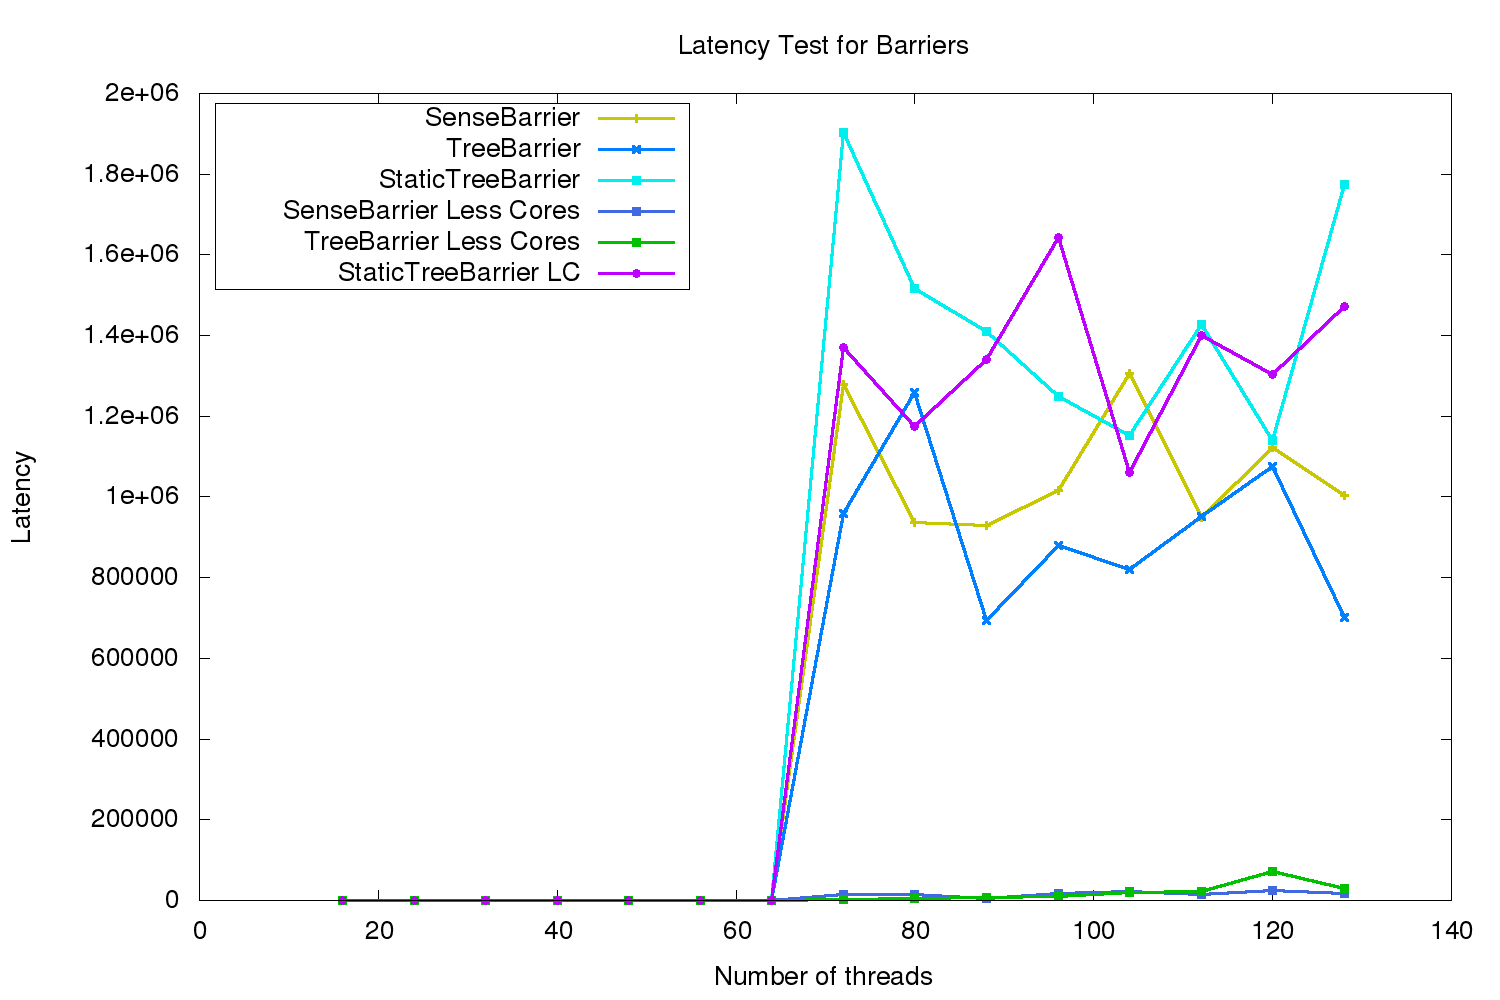 Latency Test for Barriers
2e+06
1.8e+06
1.6e+06
1.4e+06
1.2e+06
1e+06
800000
600000
400000
200000
0
Latency
SenseBarrier
TreeBarrier
StaticTreeBarrier
SenseBarrier Less Cores
TreeBarrier Less Cores
StaticTreeBarrier LC
0 20 40 60 80 100 120 140
Number of threads